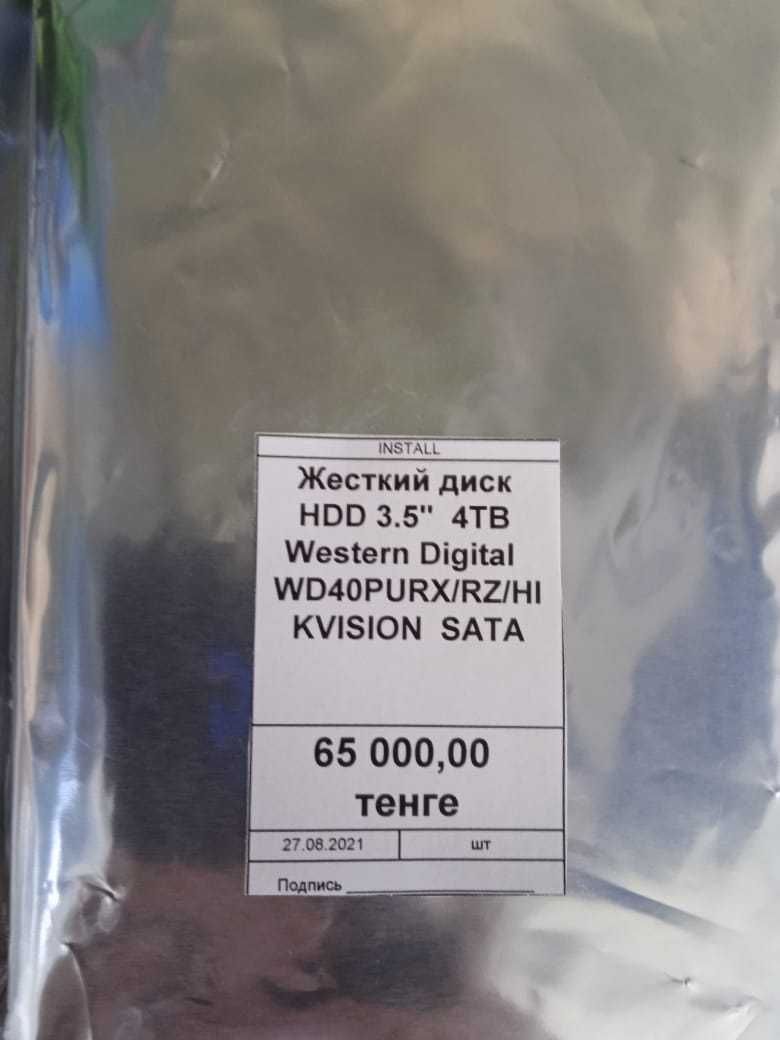 INSTALL
Жесткий диск
HDD 3.5" 4TB
Western Digital
WD40PURX/RZ/HI
KVISION SATA
65 000,00
тенге
27.08.2021 шт
Подпись